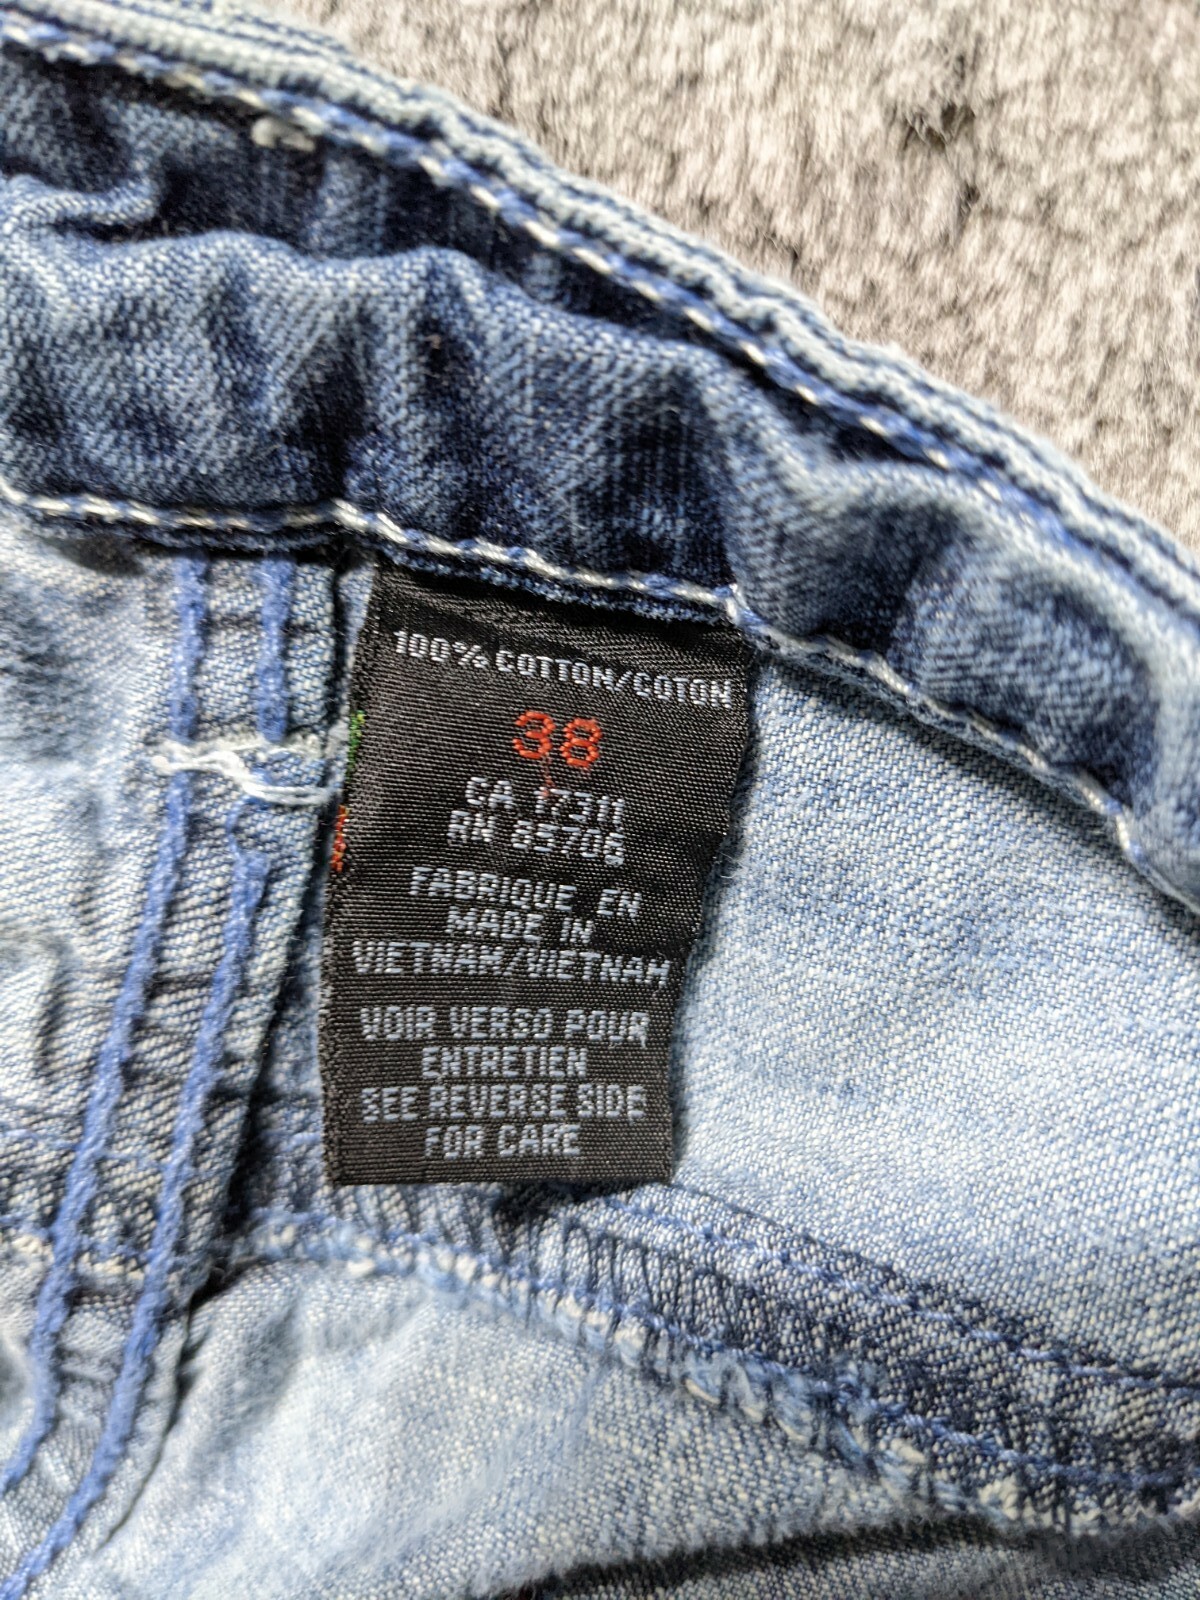 100% COTTON/COTON
38
CA 17311
RN 85706
FABRIQUE EN
MADE IN
VIETNAM/VIETNAM
VOIR VERSO POUR
ENTRETIEN
SEE REVERSE SIDE
FOR CARE